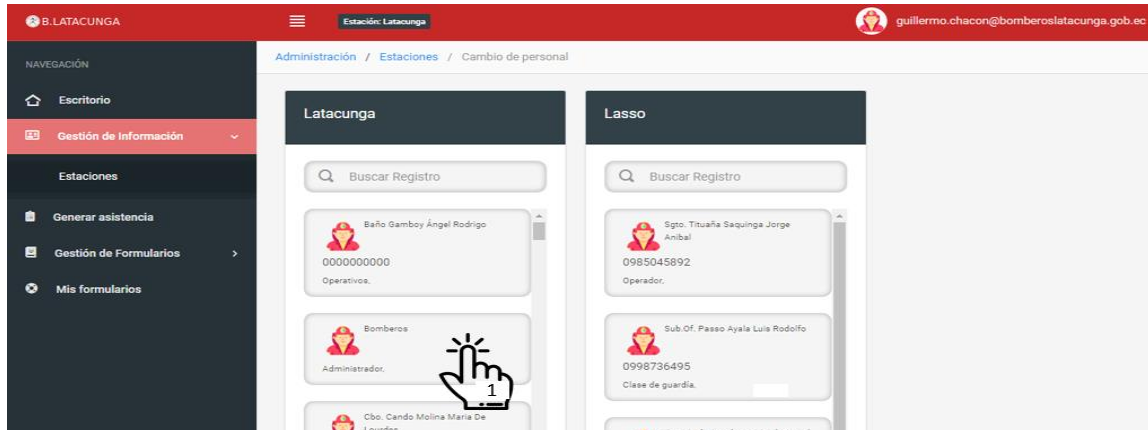 B.LATACUNGA
Estación: Latacunga
guillermo.chacon@bomberoslatacunga.gob.ec
NAVEGACIÓN
Escritorio
Gestión de Información
Estaciones
Generar asistencia
Gestión de Formularios
Mis formularios
Administración / Estaciones / Cambio de personal
Latacunga
Buscar Registro
Baño Gamboy Ángel Rodrigo
0000000000
Operativos,
Bomberos
Administrador,
1
Cbo. Cando Molina Maria De
Lourdes
Lasso
Buscar Registro
Sgto. Tituaña Saquinga Jorge
Anibal
0985045892
Operador,
Sub.Of. Passo Ayala Luis Rodolfo
0998736495
Clase de guardía,